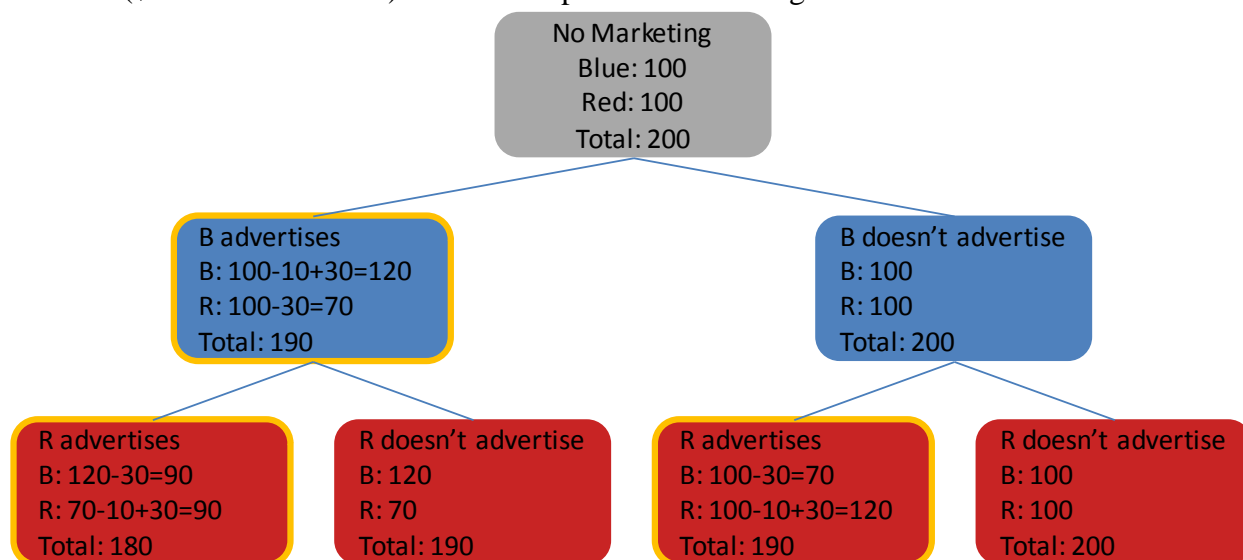 No Marketing
Blue: 100
Red: 100
Total: 200
B advertises
B: 100-10+30=120
R: 100-30=70
Total: 190
B doesn’t advertise
B: 100
R: 100
Total: 200
R advertises
B: 120-30=90
R: 70-10+30=90
Total: 180
R doesn’t advertise
B: 120
R: 70
Total: 190
R advertises
B: 100-30=70
R: 100-10+30=120
Total: 190
R doesn’t advertise
B: 100
R: 100
Total: 200